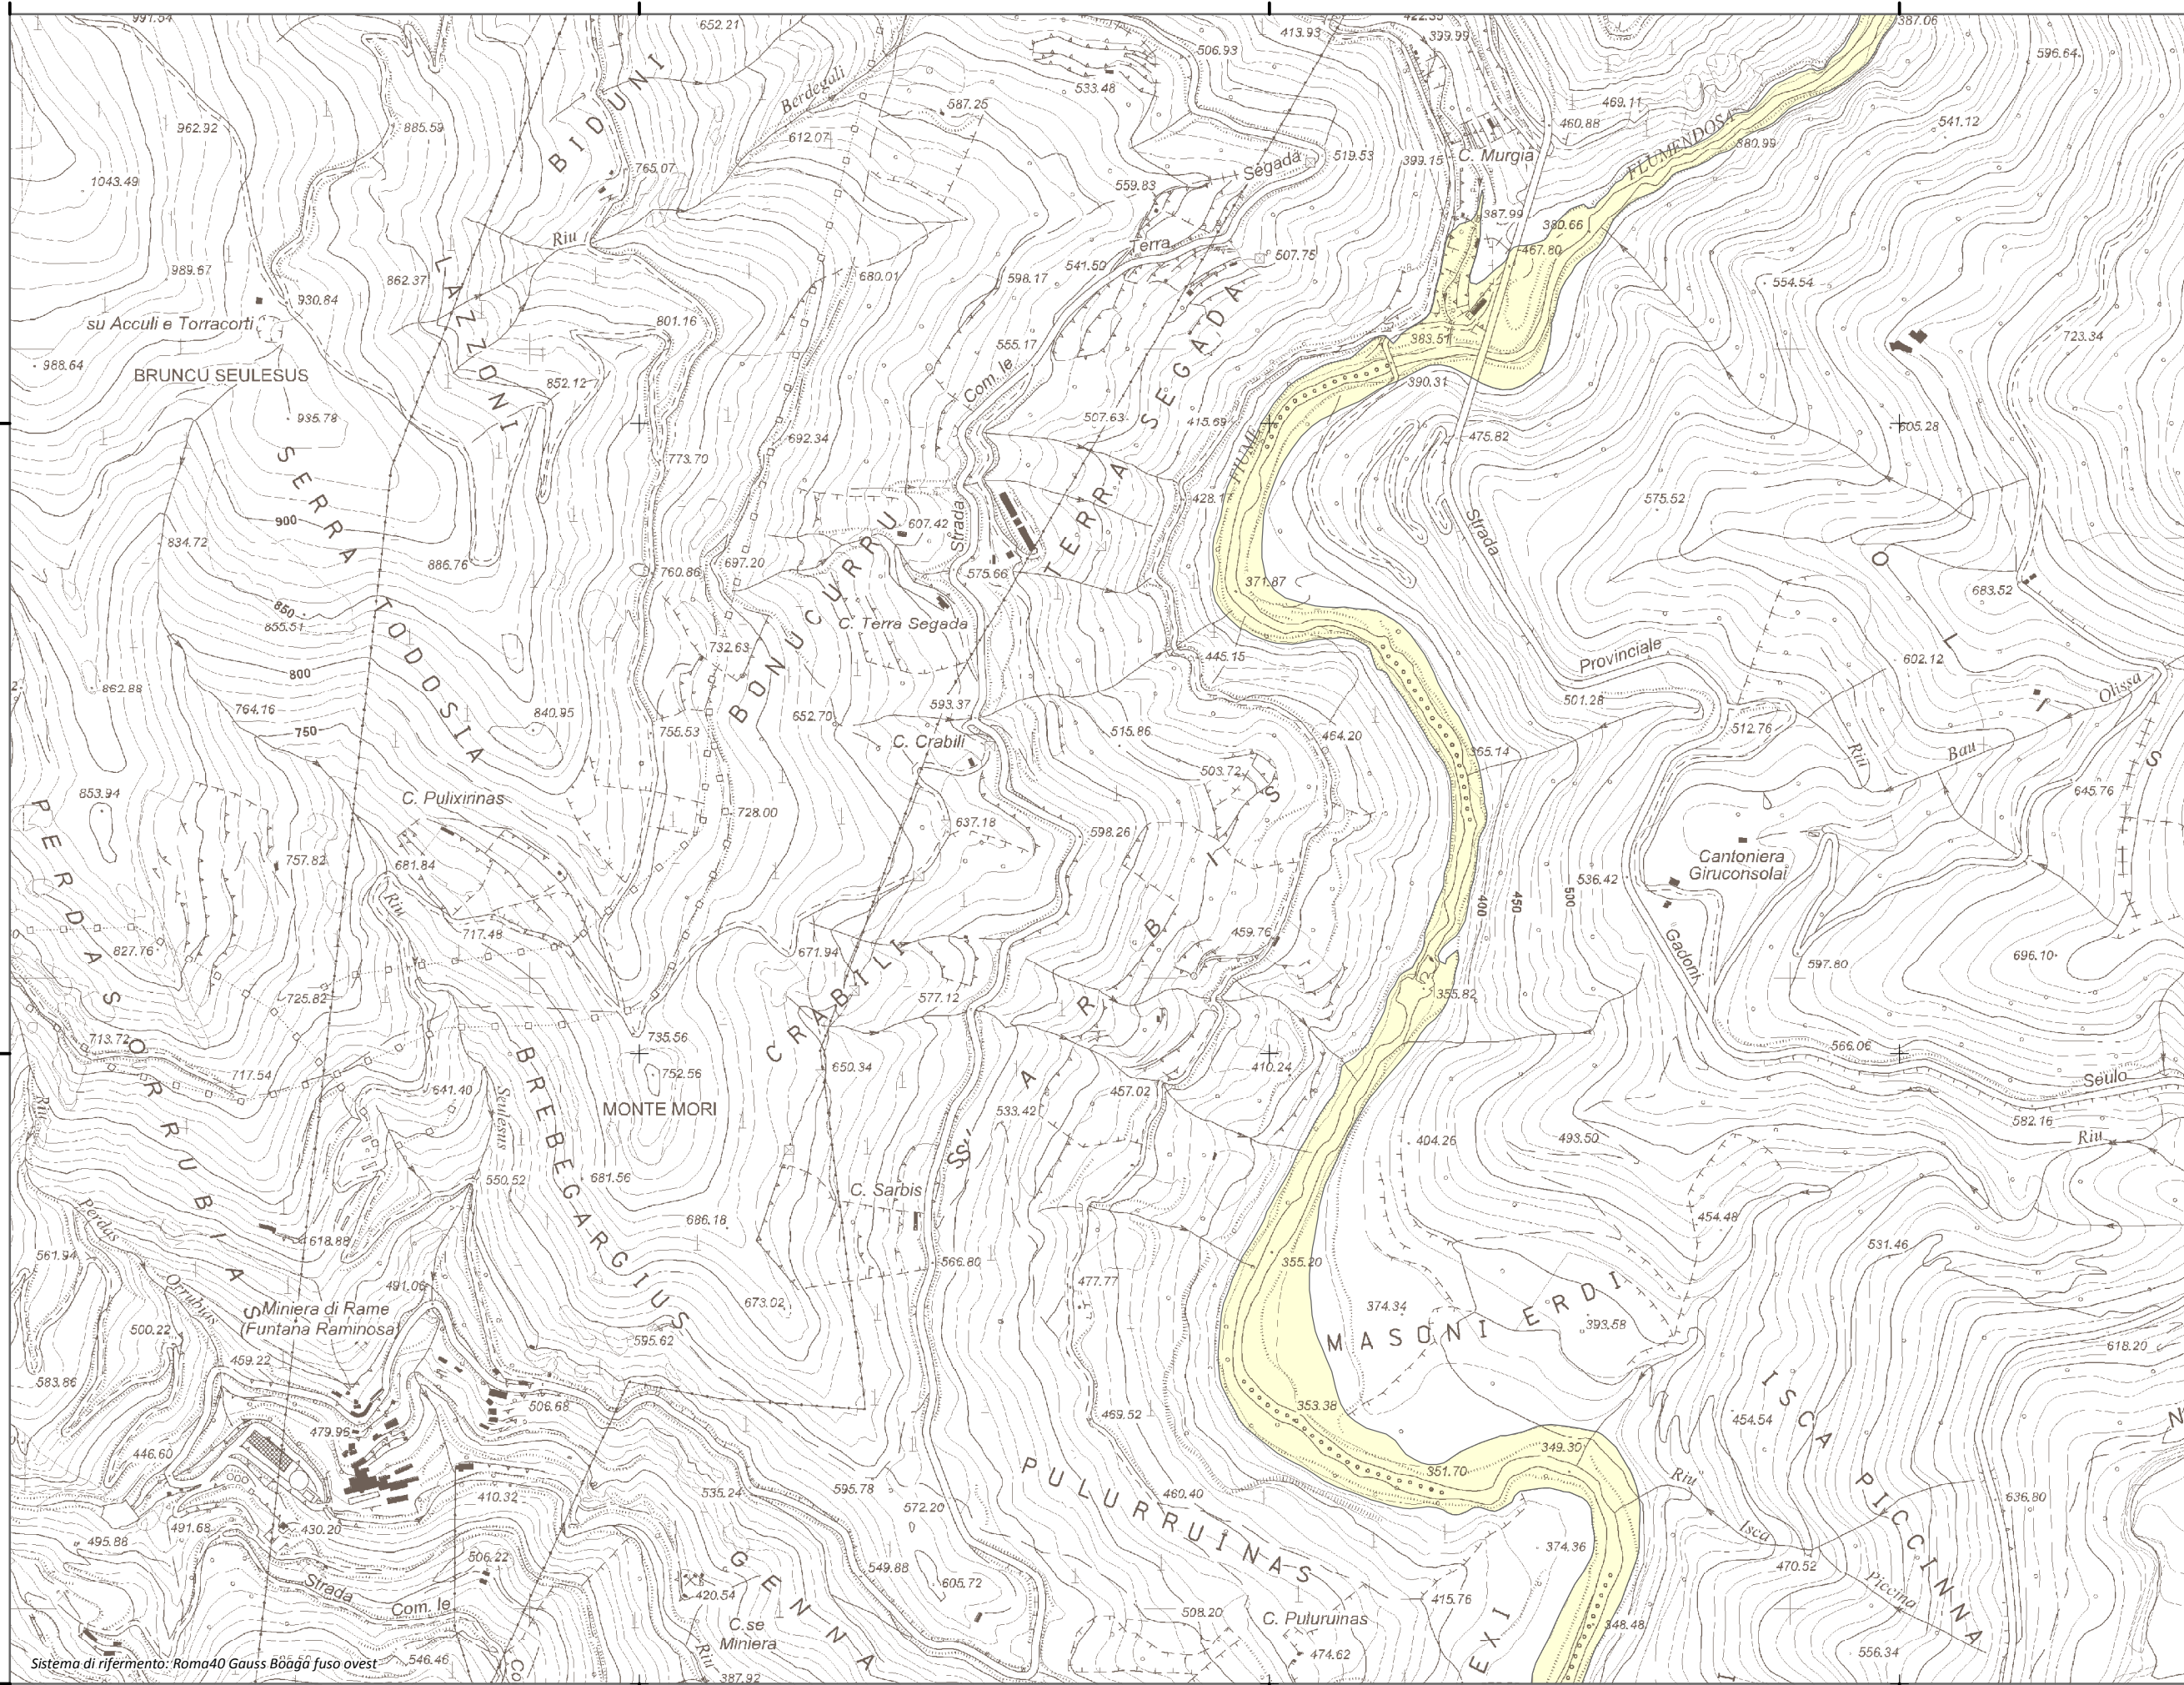 997.54
652.21
413.93
422.35
399.99
387.06
506.93
596.64
533.48
587.25
469.11
460.88
541.12
962.92
885.59
BIDUNI
Berdegoli
612.07
FLUMENDOSA
380.99
C. Murgia
399.15
519.53
Segada
765.07
1043.49
559.83
387.99
380.66
467.80
Riu
Terra
507.75
541.50
989.67
862.37
680.01
598.17
554.54
930.84
su Acculi e Torracorti
LAZZONI
801.16
555.17
383.51
723.34
988.64
BRUNCU SEULESUS
852.12
Com.le
390.31
935.78
507.63
415.69
TERRA SEGADA
605.28
692.34
475.82
773.70
FIUME
SERRA TODOSIA
428.1
575.52
900
607.42
Strada
Strada
834.72
886.76
760.86
697.20
575.66
371.87
683.52
850
855.51
C. Terra Segada
BONUCURRU
732.63
445.15
Provinciale
602.12
800
862.88
764.16
840.95
652.70
593.37
501.28
Olissa
750
755.53
C. Crabili
515.86
464.20
365.14
512.76
Riu
Bau
OLIS
853.94
C. Pulixirinas
503.72
645.76
728.00
637.18
598.26
757.82
681.84
Cantoniera
Giruconsolai
536.42
400
450
500
Riu
717.48
459.76
827.76
671.94
Gadoni
597.80
696.10
725.82
577.12
355.82
PERDAS ORRUBIAS
713.72
735.56
CRABILI
566.06
717.54
752.56
650.34
410.24
641.40
457.02
Seulo
Riu
Seulesus
MONTE MORI
533.42
582.16
404.26
493.50
Riu
SS' ARBIS
BREBEGARGIUS
550.52
681.56
C. Sarbis
Perdas
686.18
454.48
561.94
618.88
566.80
355.20
531.46
Orrubias
491.06
477.77
Miniera di Rame
(Funtana Raminosa)
673.02
374.34
393.58
MASONI ERDI
500.22
595.62
618.20
459.22
583.86
506.68
353.38
469.52
454.54
479.96
349.30
446.60
351.70
ISCA PICCINNA
Riu
410.32
535.24
595.78
460.40
572.20
636.80
PULURRUINAS
491.68
430.20
Isca
495.88
506.22
374.36
549.88
470.52
605.72
Strada
Com. le
420.54
415.76
Piccina
GENNA
508.20
C. Puluruinas
348.48
C.se
Miniera
EXI
Riu
474.62
556.34
Sistema di rifermento: Roma40 Gauss Boaga fuso ovest
546.46
Co
387.92